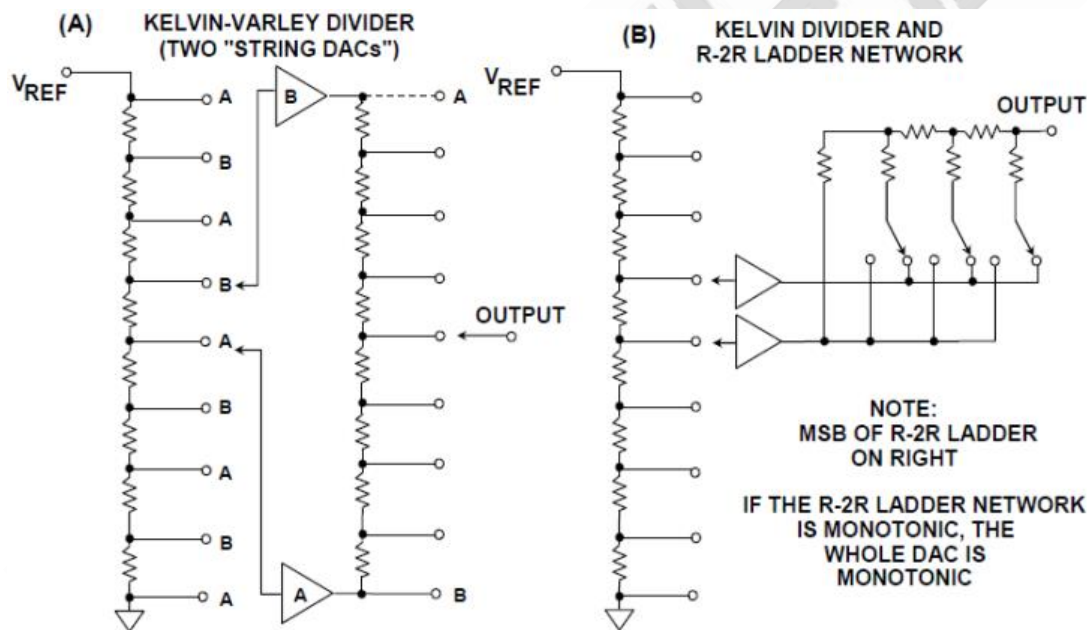 (A)
KELVIN-VARLEY DIVIDER
(TWO "STRING DACs")
VREF
A
B
A
B
A
B
A
B
A
B
A
A
OUTPUT
B
(B)
KELVIN DIVIDER AND
R-2R LADDER NETWORK
VREF
OUTPUT
NOTE:
MSB OF R-2R LADDER
ON RIGHT
IF THE R-2R LADDER NETWORK
IS MONOTONIC, THE
WHOLE DAC IS
MONOTONIC